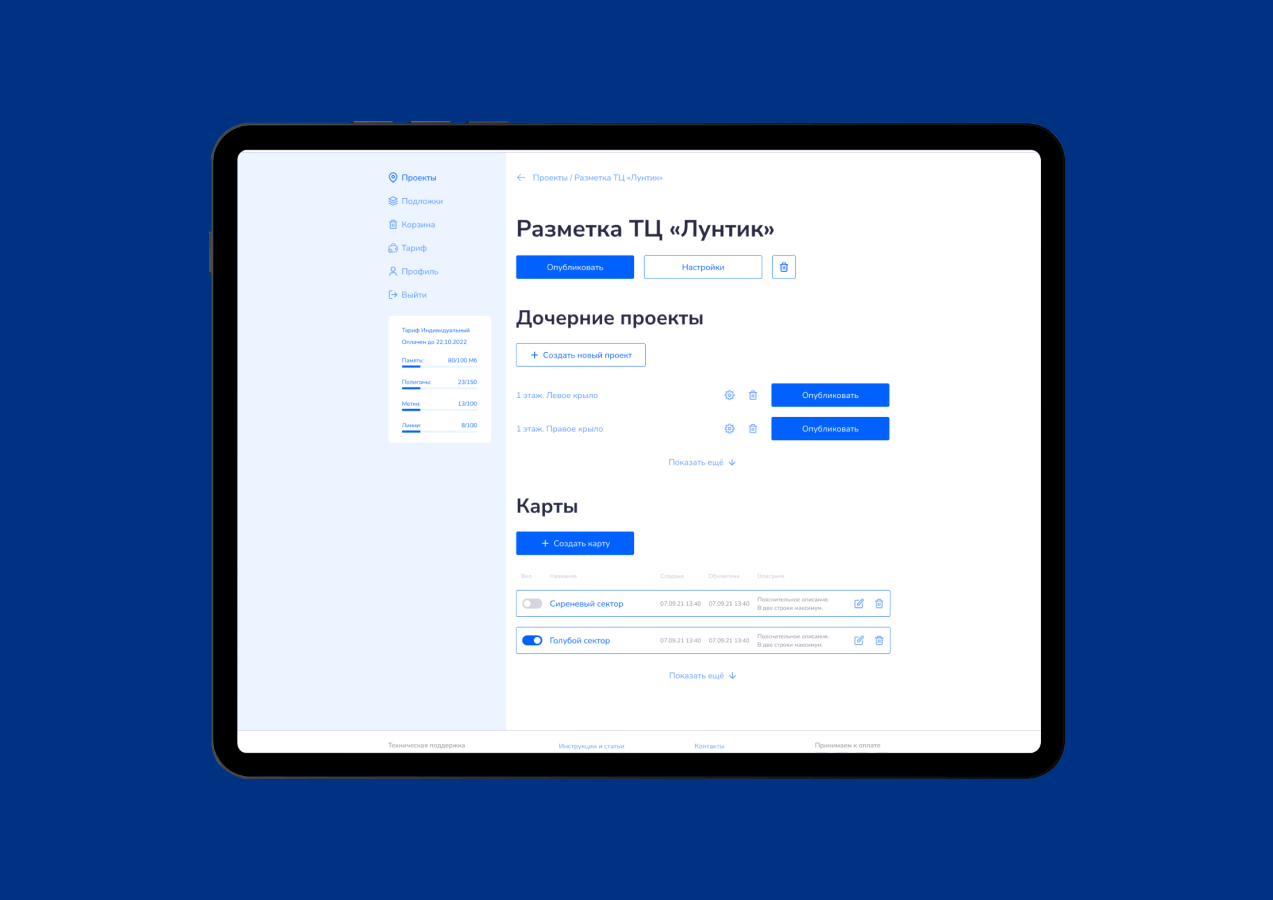 Проекты
Подложки
Корзина
Тариф
Профиль
Выйти
Тариф Индивидуальный
Оплачен до 22.10.2022
Память: 80/100 Мб
Полигоны: 23/150
Метки: 13/100
Линии: 8/100
Проекты / Разметка ТЦ «Лунтик»
Разметка ТЦ «Лунтик»
Опубликовать Настройки
Дочерние проекты
+ Создать новый проект
1 этаж. Левое крыло Опубликовать
1 этаж. Правое крыло Опубликовать
Показать ещё
Карты
+ Создать карту
Вкл Название Создана Обновлена Описание
Сиреневый сектор 07.09.21 13:40 07.09.21 13:40 Пояснительное описание.
В две строки максимум.
Голубой сектор 07.09.21 13:40 07.09.21 13:40 Пояснительное описание.
В две строки максимум.
Показать ещё
Техническая поддержка Инструкции и статьи Контакты Принимаем к оплате